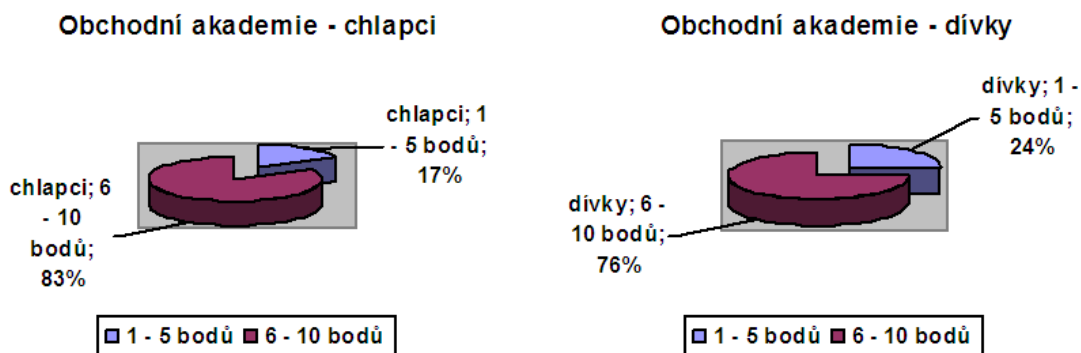 Obchodní akademie - chlapci
chlapci; 1
- 5 bodů;
17%
chlapci; 6
- 10
bodů;
83%
1 - 5 bodů 6 - 10 bodů
Obchodní akademie - dívky
dívky; 1 -
5 bodů;
24%
dívky; 6 -
10 bodů;
76%
1 - 5 bodů 6 - 10 bodů